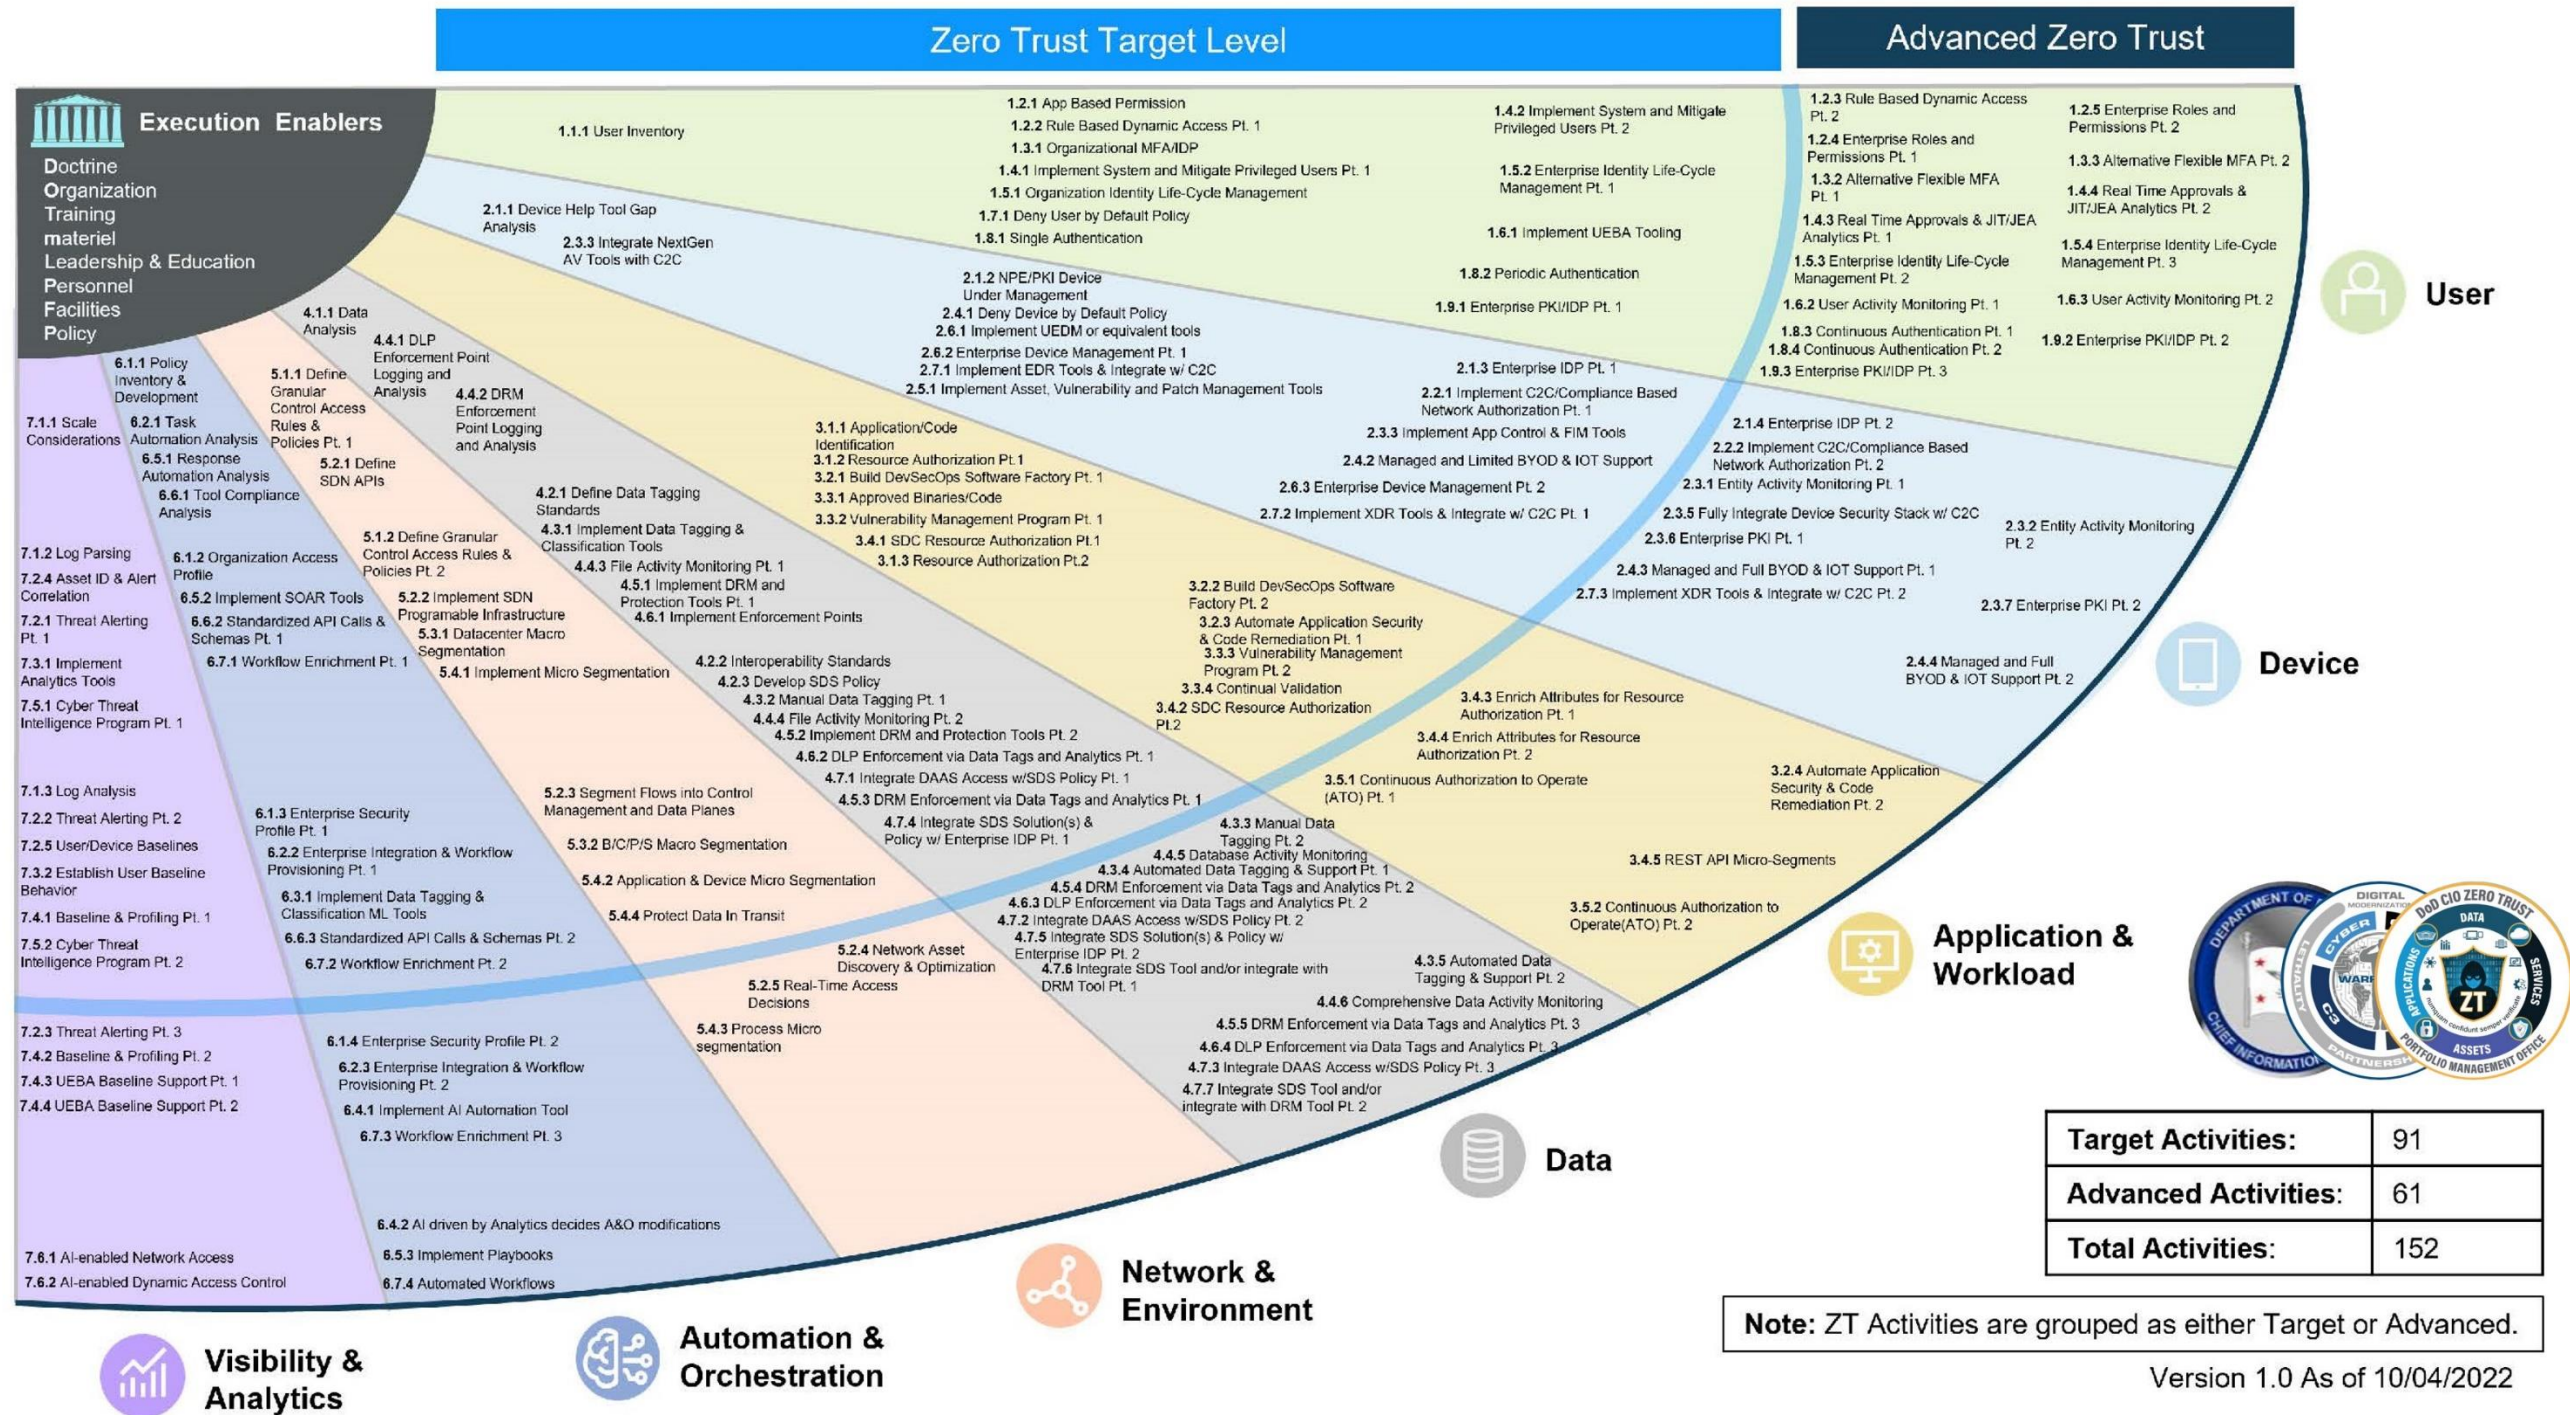 Zero Trust Target Level
Advanced Zero Trust
Execution Enablers
Doctrine
Organization
Training
materiel
Leadership & Education
Personnel
Facilities
Policy
1.1.1 User Inventory
1.2.1 App Based Permission
1.2.2 Rule Based Dynamic Access Pt. 1
1.3.1 Organizational MFA/IDP
1.4.1 Implement System and Mitigate Privileged Users Pt. 1
1.5.1 Organization Identity Life-Cycle Management
1.7.1 Deny User by Default Policy
1.8.1 Single Authentication
1.4.2 Implement System and Mitigate
Privileged Users Pt. 2
1.5.2 Enterprise Identity Life-Cycle
Management Pt. 1
1.6.1 Implement UEBA Tooling
1.8.2 Periodic Authentication
1.9.1 Enterprise PKI/IDP Pt. 1
1.2.3 Rule Based Dynamic Access
Pt. 2
1.2.4 Enterprise Roles and
Permissions Pt. 1
1.3.2 Alternative Flexible MFA
Pt. 1
1.4.3 Real Time Approvals & JIT/JEA
Analytics Pt. 1
1.5.3 Enterprise Identity Life-Cycle
Management Pt. 2
1.6.2 User Activity Monitoring Pt. 1
1.8.3 Continuous Authentication Pt. 1
1.8.4 Continuous Authentication Pt. 2
1.9.3 Enterprise PKI/IDP Pt. 3
1.2.5 Enterprise Roles and
Permissions Pt. 2
1.3.3 Alternative Flexible MFA Pt. 2
1.4.4 Real Time Approvals &
JIT/JEA Analytics Pt. 2
1.5.4 Enterprise Identity Life-Cycle
Management Pt. 3
1.6.3 User Activity Monitoring Pt. 2
1.9.2 Enterprise PKI/IDP Pt. 2
User
2.1.1 Device Help Tool Gap
Analysis
2.3.3 Integrate NextGen
AV Tools with C2C
2.1.2 NPE/PKI Device
Under Management
2.4.1 Deny Device by Default Policy
2.6.1 Implement UEDM or equivalent tools
2.6.2 Enterprise Device Management Pt. 1
2.7.1 Implement EDR Tools & Integrate w/ C2C
2.5.1 Implement Asset, Vulnerability and Patch Management Tools
2.1.3 Enterprise IDP Pt. 1
2.2.1 Implement C2C/Compliance Based
Network Authorization Pt. 1
2.3.3 Implement App Control & FIM Tools
2.4.2 Managed and Limited BYOD & IOT Support
2.6.3 Enterprise Device Management Pt. 2
2.7.2 Implement XDR Tools & Integrate w/ C2C Pt. 1
2.1.4 Enterprise IDP Pt. 2
2.2.2 Implement C2C/Compliance Based
Network Authorization Pt. 2
2.3.1 Entity Activity Monitoring Pt. 1
2.3.5 Fully Integrate Device Security Stack w/ C2C
2.3.6 Enterprise PKI Pt. 1
2.4.3 Managed and Full BYOD & IOT Support Pt. 1
2.7.3 Implement XDR Tools & Integrate w/ C2C Pt. 2
2.3.2 Entity Activity Monitoring
Pt. 2
2.3.7 Enterprise PKI Pt. 2
2.4.4 Managed and Full
BYOD & IOT Support Pt. 2
Device
3.1.1 Application/Code
Identification
3.1.2 Resource Authorization Pt.1
3.2.1 Build DevSecOps Software Factory Pt. 1
3.3.1 Approved Binaries/Code
3.3.2 Vulnerability Management Program Pt. 1
3.4.1 SDC Resource Authorization Pt.1
3.1.3 Resource Authorization Pt.2
3.2.2 Build DevSecOps Software
Factory Pt. 2
3.2.3 Automate Application Security
& Code Remediation Pt. 1
3.3.3 Vulnerability Management
Program Pt. 2
3.3.4 Continual Validation
3.4.2 SDC Resource Authorization
Pt.2
3.4.3 Enrich Attributes for Resource
Authorization Pt. 1
3.4.4 Enrich Attributes for Resource
Authorization Pt. 2
3.5.1 Continuous Authorization to Operate
(ATO) Pt. 1
3.2.4 Automate Application
Security & Code
Remediation Pt. 2
3.4.5 REST API Micro-Segments
3.5.2 Continuous Authorization to
Operate(ATO) Pt. 2
Application &
Workload
4.1.1 Data
Analysis
4.4.1 DLP
Enforcement Point
Logging and
Analysis
4.4.2 DRM
Enforcement
Point Logging
and Analysis
4.2.1 Define Data Tagging
Standards
4.3.1 Implement Data Tagging &
Classification Tools
4.4.3 File Activity Monitoring Pt. 1
4.5.1 Implement DRM and
Protection Tools Pt. 1
4.6.1 Implement Enforcement Points
4.2.2 Interoperability Standards
4.2.3 Develop SDS Policy
4.3.2 Manual Data Tagging Pt. 1
4.4.4 File Activity Monitoring Pt. 2
4.5.2 Implement DRM and Protection Tools Pt. 2
4.6.2 DLP Enforcement via Data Tags and Analytics Pt. 1
4.7.1 Integrate DAAS Access w/SDS Policy Pt. 1
4.5.3 DRM Enforcement via Data Tags and Analytics Pt. 1
4.7.4 Integrate SDS Solution(s) &
Policy w/ Enterprise IDP Pt. 1
4.3.3 Manual Data
Tagging Pt. 2
4.4.5 Database Activity Monitoring
4.3.4 Automated Data Tagging & Support Pt. 1
4.5.4 DRM Enforcement via Data Tags and Analytics Pt. 2
4.6.3 DLP Enforcement via Data Tags and Analytics Pt. 2
4.7.2 Integrate DAAS Access w/SDS Policy Pt. 2
4.7.5 Integrate SDS Solution(s) & Policy w/
Enterprise IDP Pt. 2
4.7.6 Integrate SDS Tool and/or integrate with
DRM Tool Pt. 1
4.3.5 Automated Data
Tagging & Support Pt. 2
4.4.6 Comprehensive Data Activity Monitoring
4.5.5 DRM Enforcement via Data Tags and Analytics Pt. 3
4.6.4 DLP Enforcement via Data Tags and Analytics Pt. 3
4.7.3 Integrate DAAS Access w/SDS Policy Pt. 3
4.7.7 Integrate SDS Tool and/or
integrate with DRM Tool Pt. 2
Data
5.1.1 Define
Granular
Control Access
Rules &
Policies Pt. 1
5.2.1 Define
SDN APIs
5.1.2 Define Granular
Control Access Rules &
Policies Pt. 2
5.2.2 Implement SDN
Programable Infrastructure
5.3.1 Datacenter Macro
Segmentation
5.4.1 Implement Micro Segmentation
5.2.3 Segment Flows into Control
Management and Data Planes
5.3.2 B/C/P/S Macro Segmentation
5.4.2 Application & Device Micro Segmentation
5.4.4 Protect Data In Transit
5.2.4 Network Asset
Discovery & Optimization
5.2.5 Real-Time Access
Decisions
5.4.3 Process Micro
segmentation
Network &
Environment
6.1.1 Policy
Inventory &
Development
6.2.1 Task
Automation Analysis
6.5.1 Response
Automation Analysis
6.6.1 Tool Compliance
Analysis
6.1.2 Organization Access
Profile
6.5.2 Implement SOAR Tools
6.6.2 Standardized API Calls &
Schemas Pt. 1
6.7.1 Workflow Enrichment Pt. 1
6.1.3 Enterprise Security
Profile Pt. 1
6.2.2 Enterprise Integration & Workflow
Provisioning Pt. 1
6.3.1 Implement Data Tagging &
Classification ML Tools
6.6.3 Standardized API Calls & Schemas Pt. 2
6.7.2 Workflow Enrichment Pt. 2
6.1.4 Enterprise Security Profile Pt. 2
6.2.3 Enterprise Integration & Workflow
Provisioning Pt. 2
6.4.1 Implement AI Automation Tool
6.7.3 Workflow Enrichment Pt. 3
6.4.2 AI driven by Analytics decides A&O modifications
6.5.3 Implement Playbooks
6.7.4 Automated Workflows
Automation &
Orchestration
7.1.1 Scale
Considerations
7.1.2 Log Parsing
7.2.4 Asset ID & Alert
Correlation
7.2.1 Threat Alerting
Pt. 1
7.3.1 Implement
Analytics Tools
7.5.1 Cyber Threat
Intelligence Program Pt. 1
7.1.3 Log Analysis
7.2.2 Threat Alerting Pt. 2
7.2.5 User/Device Baselines
7.3.2 Establish User Baseline
Behavior
7.4.1 Baseline & Profiling Pt. 1
7.5.2 Cyber Threat
Intelligence Program Pt. 2
7.2.3 Threat Alerting Pt. 3
7.4.2 Baseline & Profiling Pt. 2
7.4.3 UEBA Baseline Support Pt. 1
7.4.4 UEBA Baseline Support Pt. 2
7.6.1 AI-enabled Network Access
7.6.2 AI-enabled Dynamic Access Control
Visibility &
Analytics
DEPARTMENT OF
CHIEF INFORMATION
DIGITAL
MODERNIZATION
CYBER
LETHALITY
C3
PARTNERSH
DoD CIO ZERO TRUST
DATA
APPLICATIONS
SERVICES
ZT
ASSETS
PORTFOLIO MANAGEMENT OFFICE
Target Activities: 91
Advanced Activities: 61
Total Activities: 152
Note: ZT Activities are grouped as either Target or Advanced.
Version 1.0 As of 10/04/2022